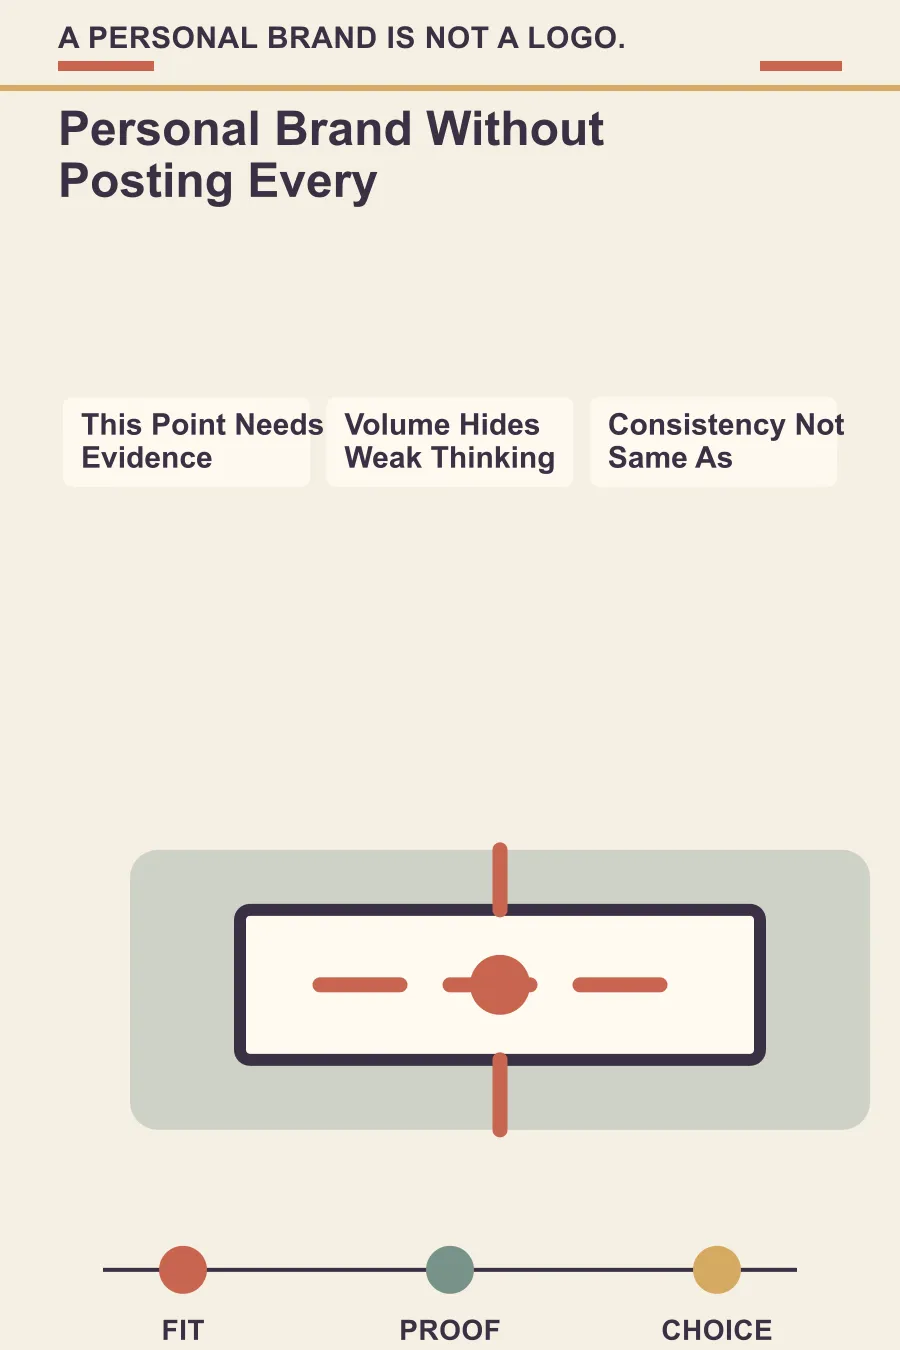 A PERSONAL BRAND IS NOT A LOGO.
Personal Brand Without
Posting Every
This Point Needs
Evidence
Volume Hides
Weak Thinking
Consistency Not
Same As
FIT
PROOF
CHOICE